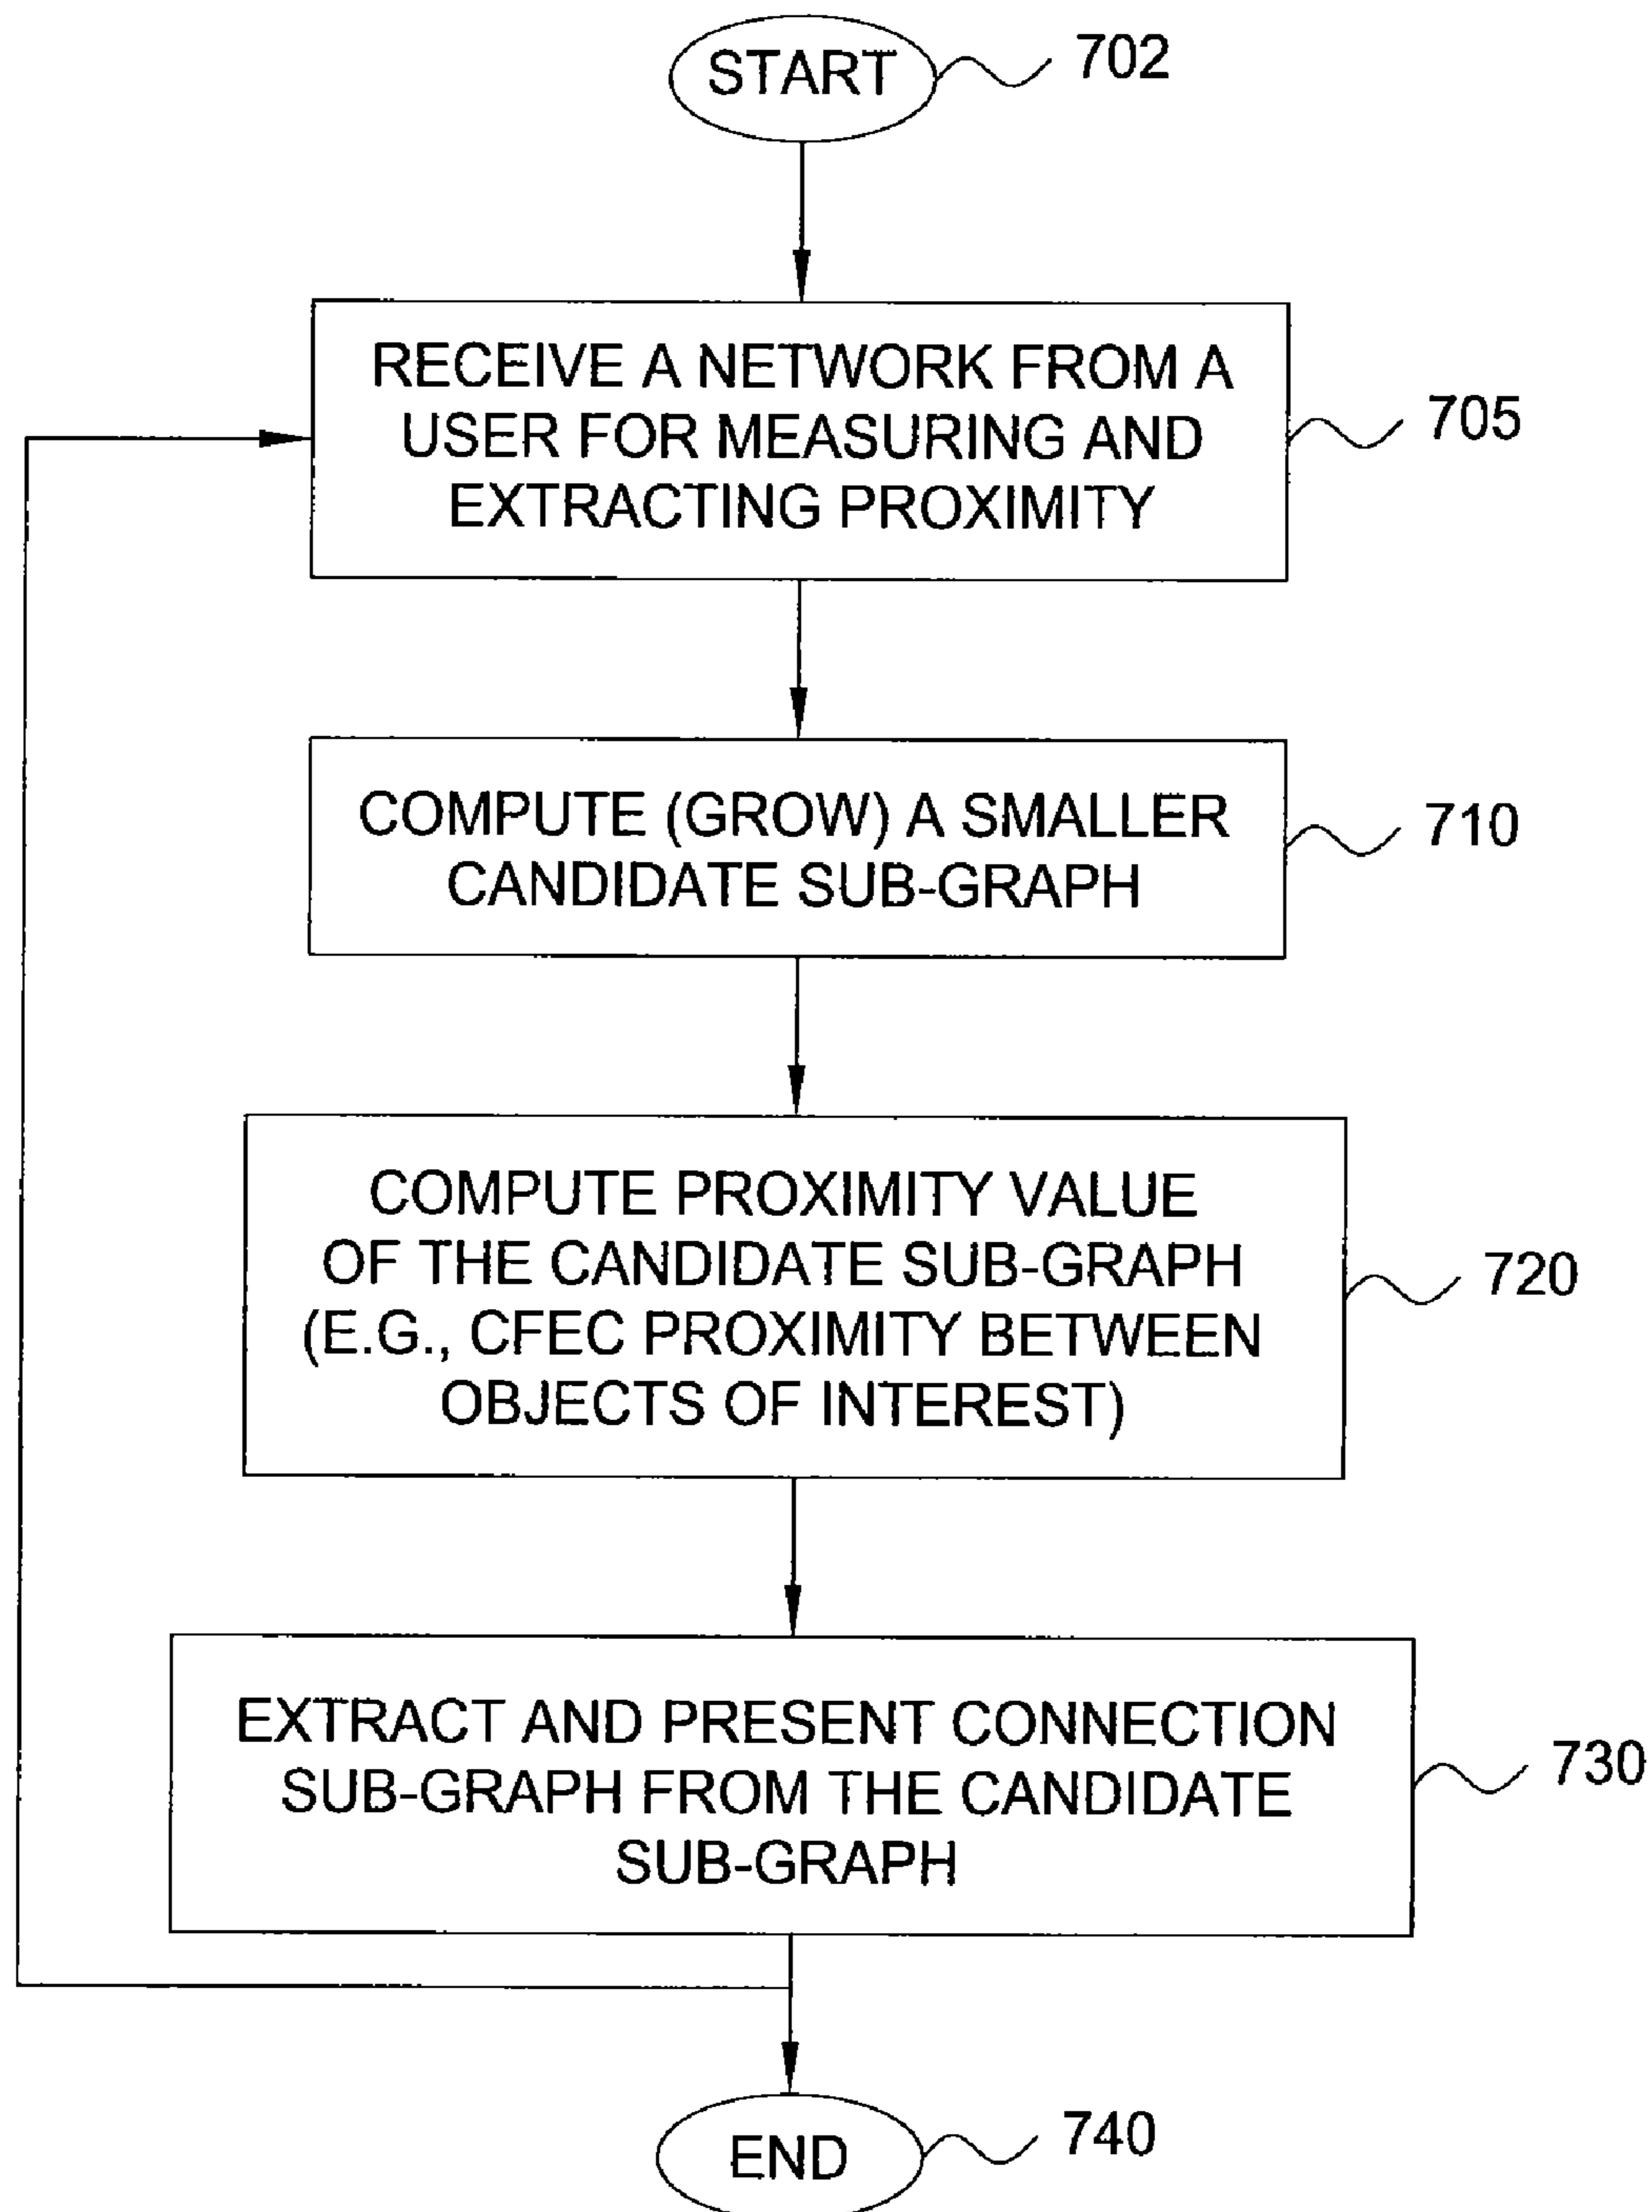 START
702
RECEIVE A NETWORK FROM A
USER FOR MEASURING AND
EXTRACTING PROXIMITY
705
COMPUTE (GROW) A SMALLER
CANDIDATE SUB-GRAPH
710
COMPUTE PROXIMITY VALUE
OF THE CANDIDATE SUB-GRAPH
(E.G., CFEC PROXIMITY BETWEEN
OBJECTS OF INTEREST)
720
EXTRACT AND PRESENT CONNECTION
SUB-GRAPH FROM THE CANDIDATE
SUB-GRAPH
730
END
740